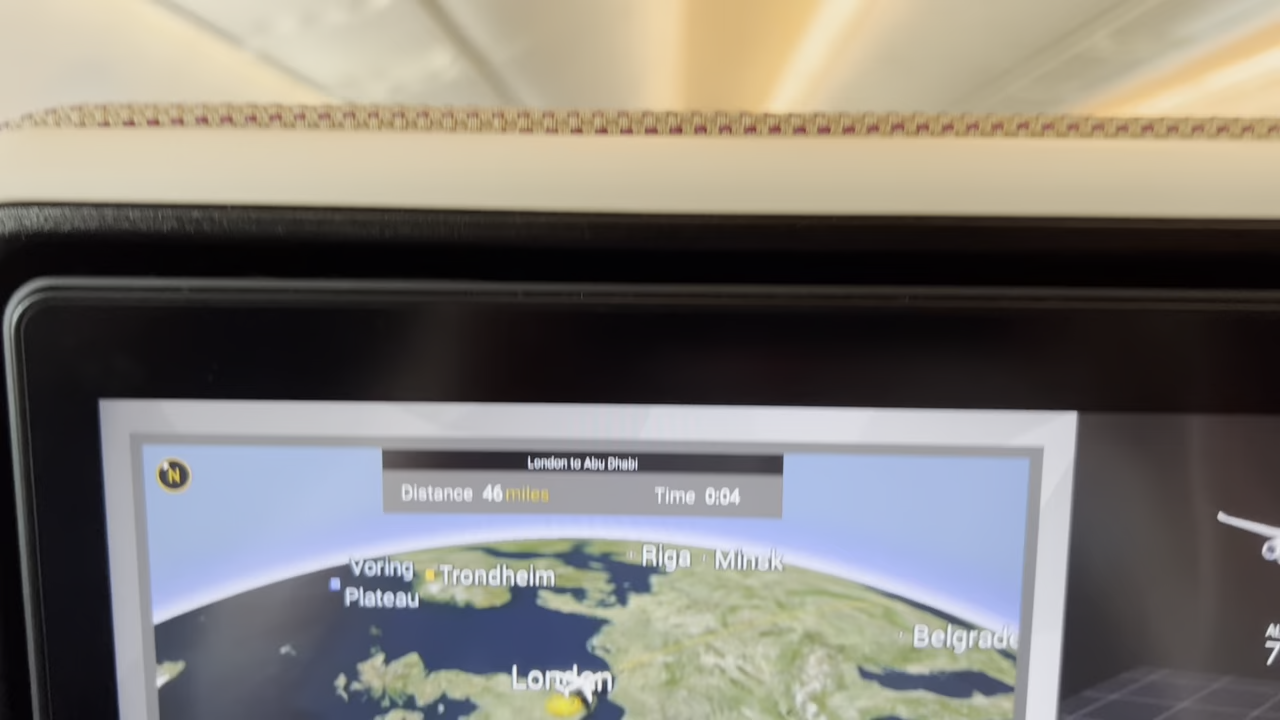 N
London to Abu Dhabi
Distance 46 miles Time 0:04
Riga Minsk
Voring
Plateau
Trondheim
Belgrade
London